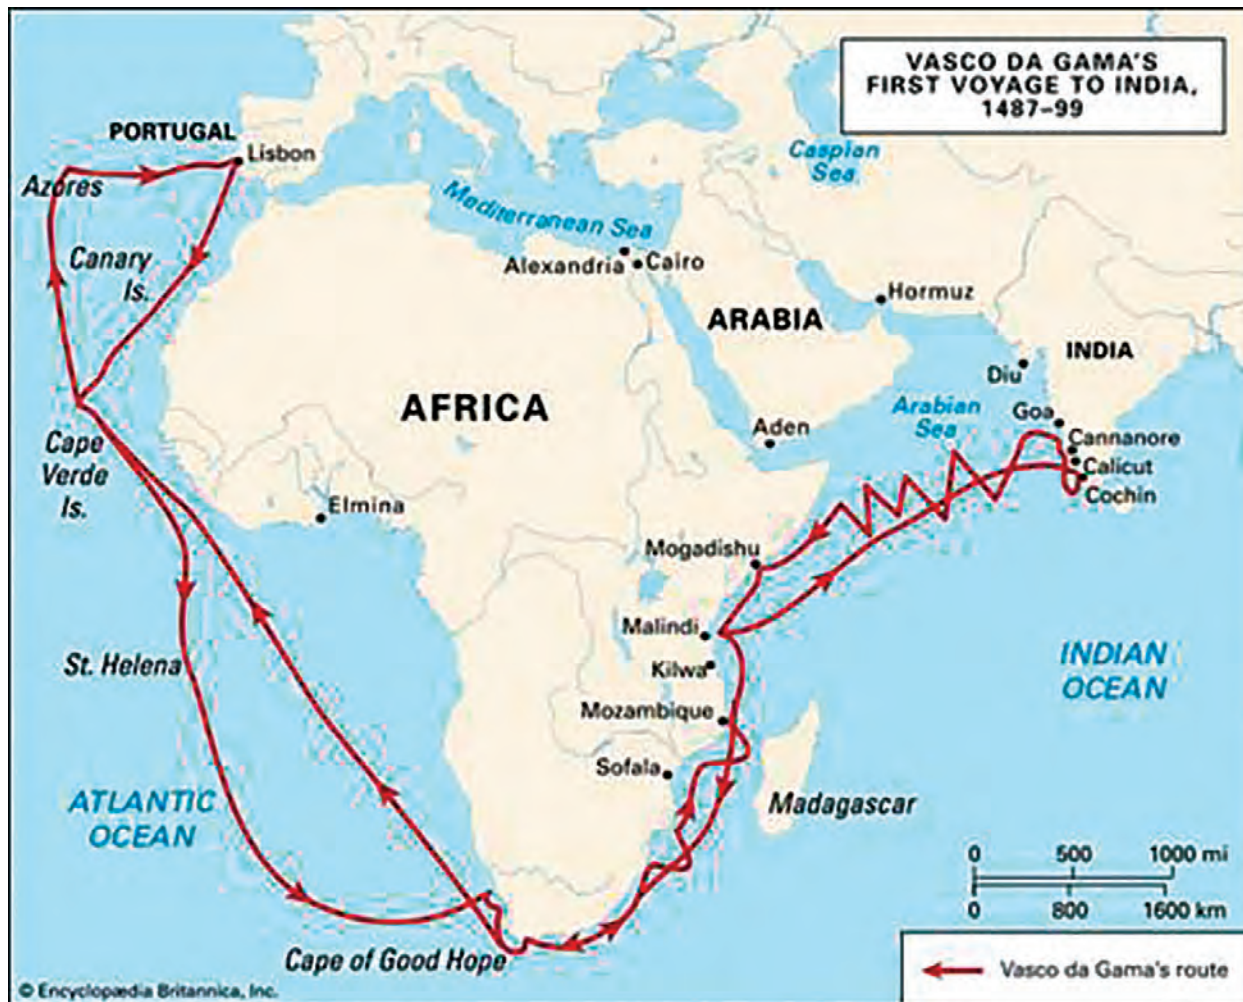 VASCO DA GAMA'S
FIRST VOYAGE TO INDIA,
1487–99
PORTUGAL
Lisbon
Azores
Caspian
Sea
Mediterranean Sea
Canary
Is.
Alexandria
Cairo
Hormuz
ARABIA
INDIA
Diu
AFRICA
Arabian
Sea
Goa
Aden
Cannanore
Cape
Verde
Is.
Calicut
Cochin
Elmina
Mogadishu
Malindi
St. Helena
Kilwa
INDIAN
OCEAN
Mozambique
Sofala
ATLANTIC
OCEAN
Madagascar
0 500 1000 mi
0 800 1600 km
Cape of Good Hope
Vasco da Gama's route
© Encyclopædia Britannica, Inc.